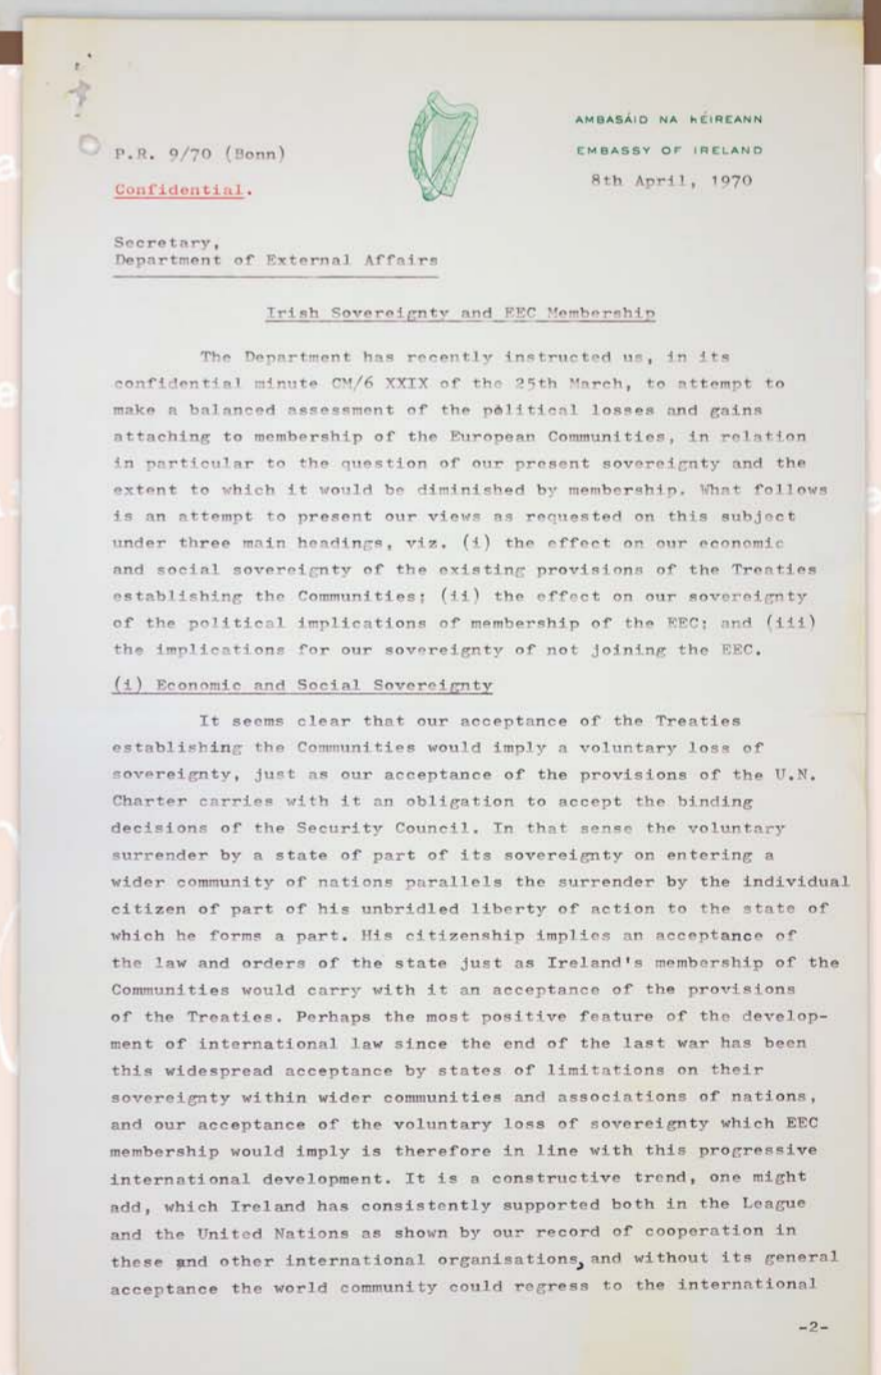 P.R. 9/70 (Bonn)
Confidential.
AMBASÁID NA hÉIREANN
EMBASSY OF IRELAND
8th April, 1970
Secretary,
Department of External Affairs
Irish Sovereignty and EEC Membership
The Department has recently instructed us, in its
confidential minute CM/6 XXIX of the 25th March, to attempt to
make a balanced assessment of the political losses and gains
attaching to membership of the European Communities, in relation
in particular to the question of our present sovereignty and the
extent to which it would be diminished by membership. What follows
is an attempt to present our views as requested on this subject
under three main headings, viz. (i) the effect on our economic
and social sovereignty of the existing provisions of the Treaties
establishing the Communities; (ii) the effect on our sovereignty
of the political implications of membership of the EEC; and (iii)
the implications for our sovereignty of not joining the EEC.
(i) Economic and Social Sovereignty
It seems clear that our acceptance of the Treaties
establishing the Communities would imply a voluntary loss of
sovereignty, just as our acceptance of the provisions of the U.N.
Charter carries with it an obligation to accept the binding
decisions of the Security Council. In that sense the voluntary
surrender by a state of part of its sovereignty on entering a
wider community of nations parallels the surrender by the individual
citizen of part of his unbridled liberty of action to the state of
which he forms a part. His citizenship implies an acceptance of
the law and orders of the state just as Ireland's membership of the
Communities would carry with it an acceptance of the provisions
of the Treaties. Perhaps the most positive feature of the develop-
ment of international law since the end of the last war has been
this widespread acceptance by states of limitations on their
sovereignty within wider communities and associations of nations,
and our acceptance of the voluntary loss of sovereignty which EEC
membership would imply is therefore in line with this progressive
international development. It is a constructive trend, one might
add, which Ireland has consistently supported both in the League
and the United Nations as shown by our record of cooperation in
these and other international organisations, and without its general
acceptance the world community could regress to the international
-2-